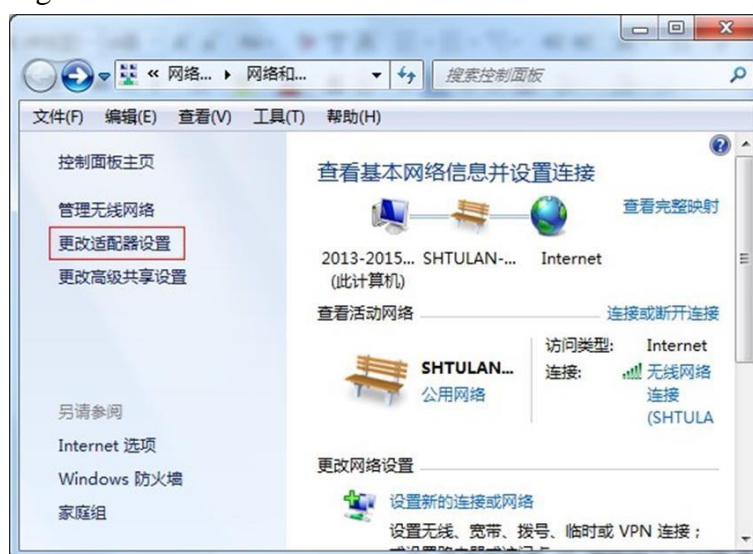 « 网络... ▸ 网络和...
搜索控制面板
文件(F) 编辑(E) 查看(V) 工具(T) 帮助(H)
控制面板主页
管理无线网络
更改适配器设置
更改高级共享设置
另请参阅
Internet 选项
Windows 防火墙
家庭组
查看基本网络信息并设置连接
查看完整映射
2013-2015... SHTULAN-... Internet
(此计算机)
查看活动网络 连接或断开连接
SHTULAN...
公用网络
访问类型: Internet
连接: 无线网络
连接
(SHTULA
更改网络设置
设置新的连接或网络
设置无线、宽带、拨号、临时或 VPN 连接；